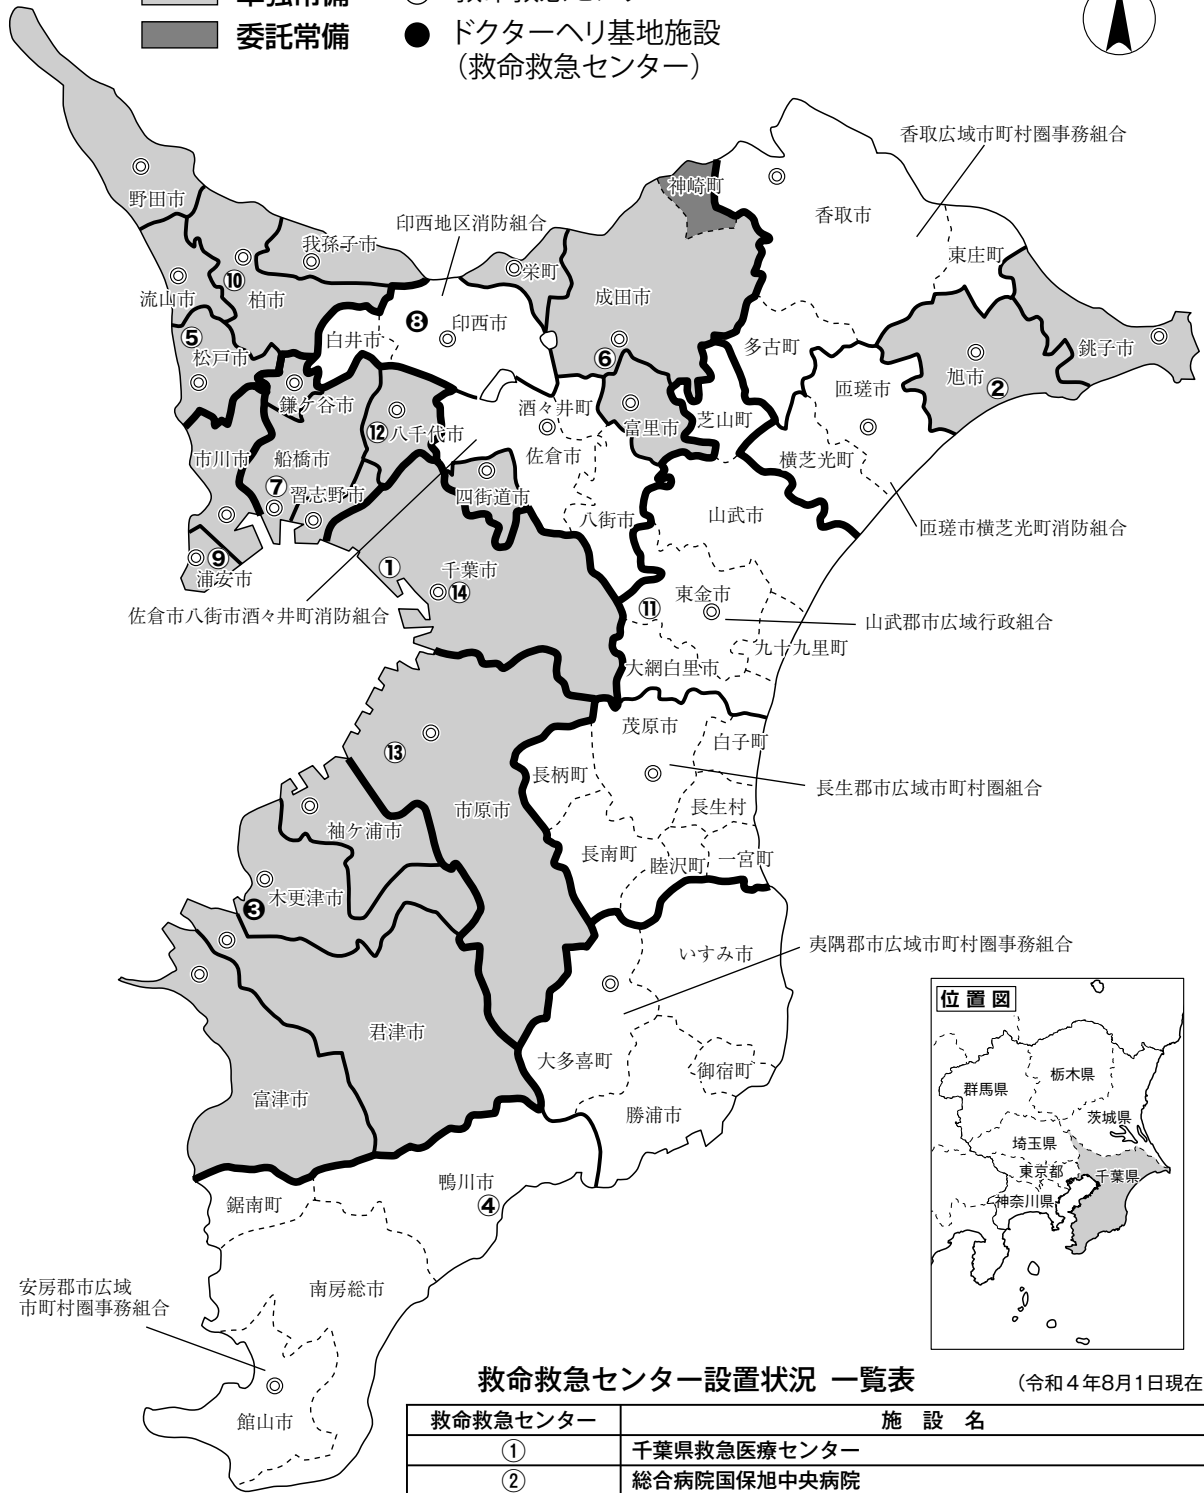 委託常備
ドクターヘリ基地施設
（救命救急センター）
香取広域市町村圏事務組合
神崎町
野田市
香取市
印西地区消防組合
我孫子市
東庄町
栄町
⑩
流山市
柏市
成田市
❽
印西市
⑤
白井市
多古町
銚子市
松戸市
⑥
旭市
②
匝瑳市
鎌ケ谷市
酒々井町
芝山町
富里市
⑫
八千代市
市川市
船橋市
佐倉市
横芝光町
⑦
習志野市
四街道市
八街市
山武市
匝瑳市横芝光町消防組合
⑨
浦安市
①
千葉市
⑭
東金市
⑪
佐倉市八街市酒々井町消防組合
山武郡市広域行政組合
九十九里町
大網白里市
茂原市
白子町
⑬
長柄町
長生郡市広域市町村圏組合
市原市
長生村
袖ケ浦市
長南町
睦沢町
一宮町
木更津市
❸
いすみ市
夷隅郡市広域市町村圏事務組合
位置図
君津市
大多喜町
御宿町
群馬県
栃木県
富津市
勝浦市
茨城県
埼玉県
東京都
千葉県
鴨川市
神奈川県
鋸南町
④
安房郡市広域
市町村圏事務組合
南房総市
館山市
救命救急センター設置状況 一覧表
（令和４年8月1日現在
救命救急センター 施 設 名
① 千葉県救急医療センター
② 総合病院国保旭中央病院